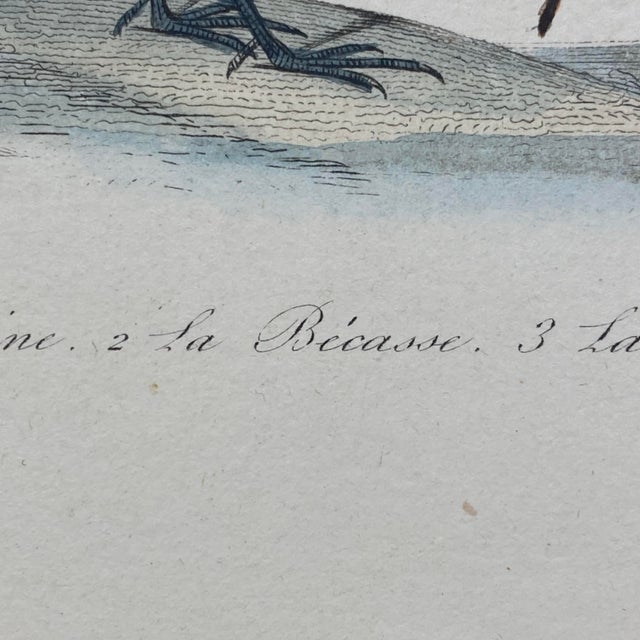 ine. 2 La Bécasse. 3 La